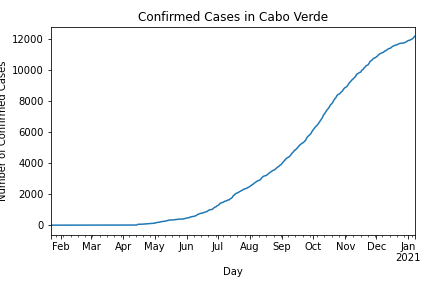 Confirmed Cases in Cabo Verde
12000
10000
8000
6000
4000
2000
0
Number of Confirmed Cases
Feb Mar Apr May Jun Jul Aug Sep Oct Nov Dec Jan
2021
Day